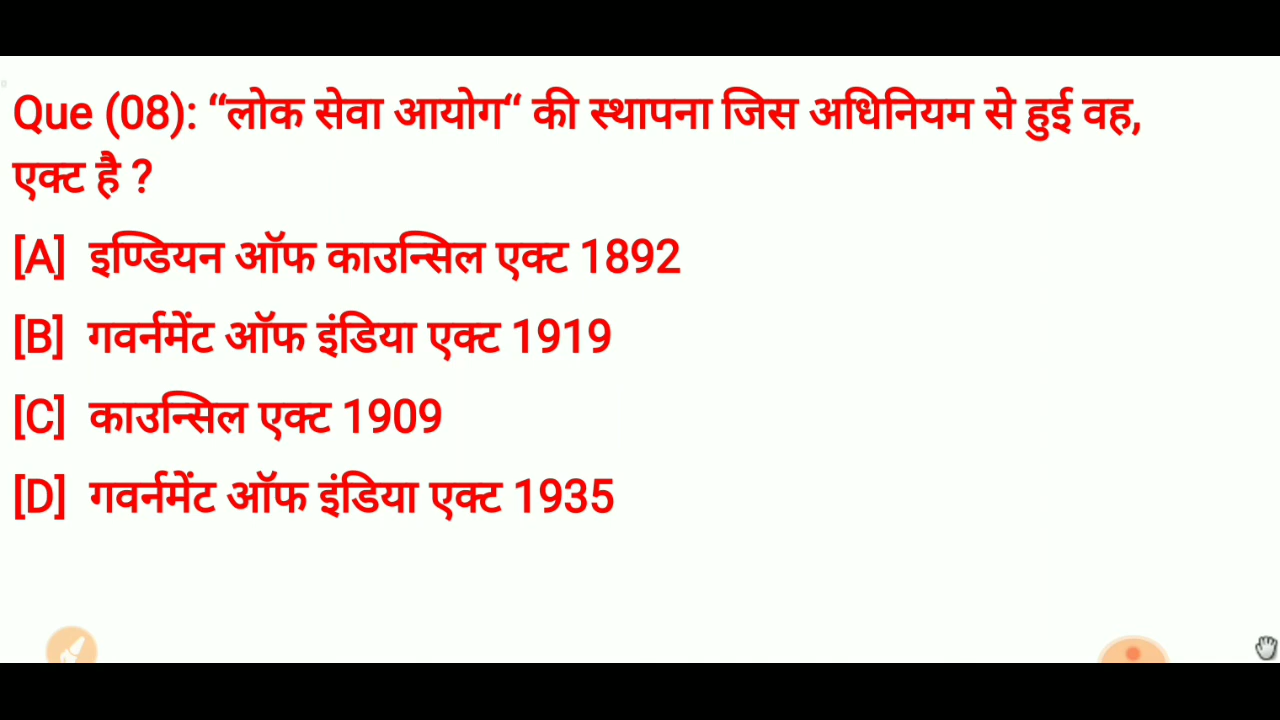 Que (08): “लोक सेवा आयोग“ की स्थापना जिस अधिनियम से हुई वह,
एक्ट है ?
[A] इण्डियन ऑफ काउन्सिल एक्ट 1892
[B] गवर्नमेंट ऑफ इंडिया एक्ट 1919
[C] काउन्सिल एक्ट 1909
[D] गवर्नमेंट ऑफ इंडिया एक्ट 1935